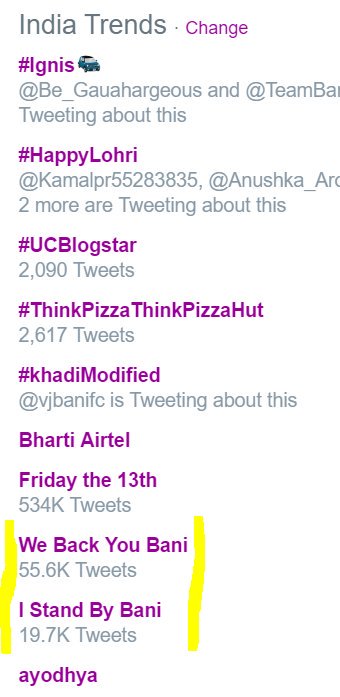 India Trends · Change
#Ignis
@Be_Gauahargeous and
Tweeting about this
#HappyLohri
@Kamalpr55283835,
2 more are Tweeting about this
#UCBlogstar
2,090 Tweets
#ThinkPizzaThinkPizzaHut
2,617 Tweets
#khadiModified
@vjbanifc is Tweeting about this
Bharti Airtel
Friday the 13th
534K Tweets
We Back You Bani
55.6K Tweets
I Stand By Bani
19.7K Tweets
ayodhya